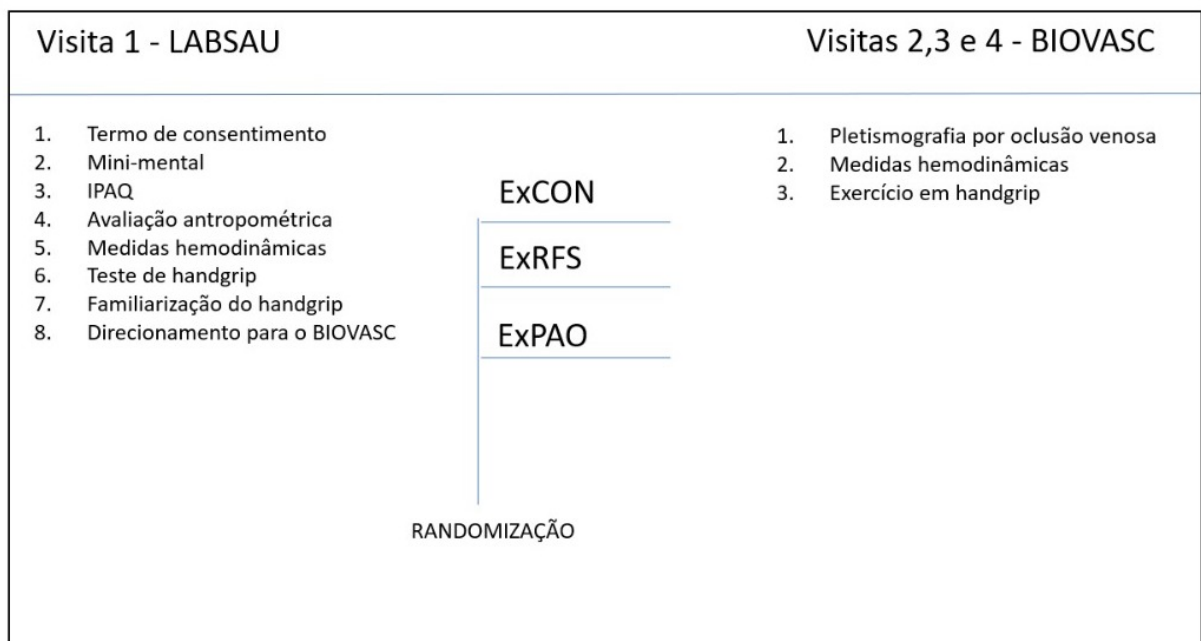 Visita 1 - LABSAU
Visitas 2,3 e 4 - BIOVASC
1. Termo de consentimento
2. Mini-mental
3. IPAQ
4. Avaliação antropométrica
5. Medidas hemodinâmicas
6. Teste de handgrip
7. Familiarização do handgrip
8. Direcionamento para o BIOVASC
ExCON
ExRFS
ExPAO
RANDOMIZAÇÃO
1. Pletismografia por oclusão venosa
2. Medidas hemodinâmicas
3. Exercício em handgrip